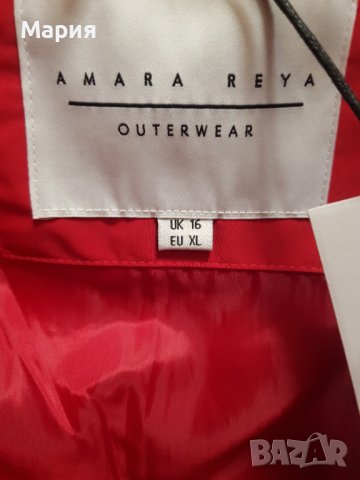 Мария
AMARA REYA
OUTERWEAR
UK 16
EU XL
BAZAR